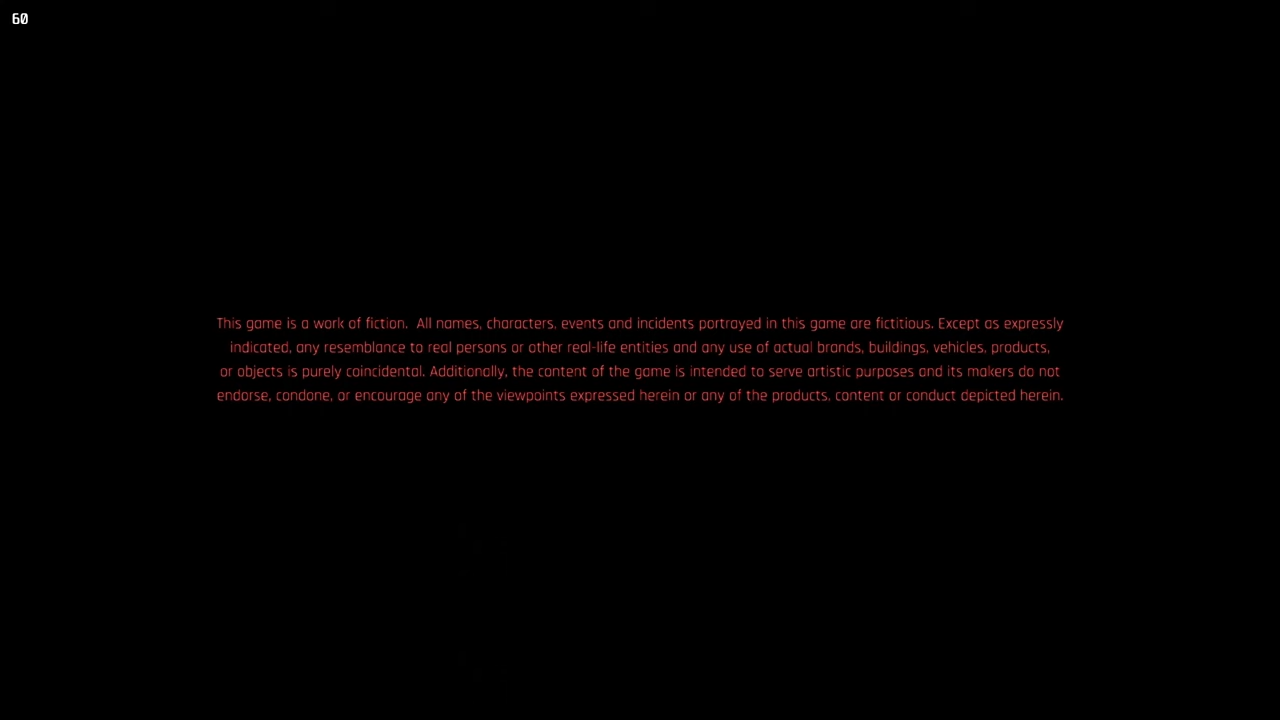 60
This game is a work of fiction.  All names, characters, events and incidents portrayed in this game are fictitious. Except as expressly
indicated, any resemblance to real persons or other real-life entities and any use of actual brands, buildings, vehicles, products,
or objects is purely coincidental. Additionally, the content of the game is intended to serve artistic purposes and its makers do not
endorse, condone, or encourage any of the viewpoints expressed herein or any of the products, content or conduct depicted herein.